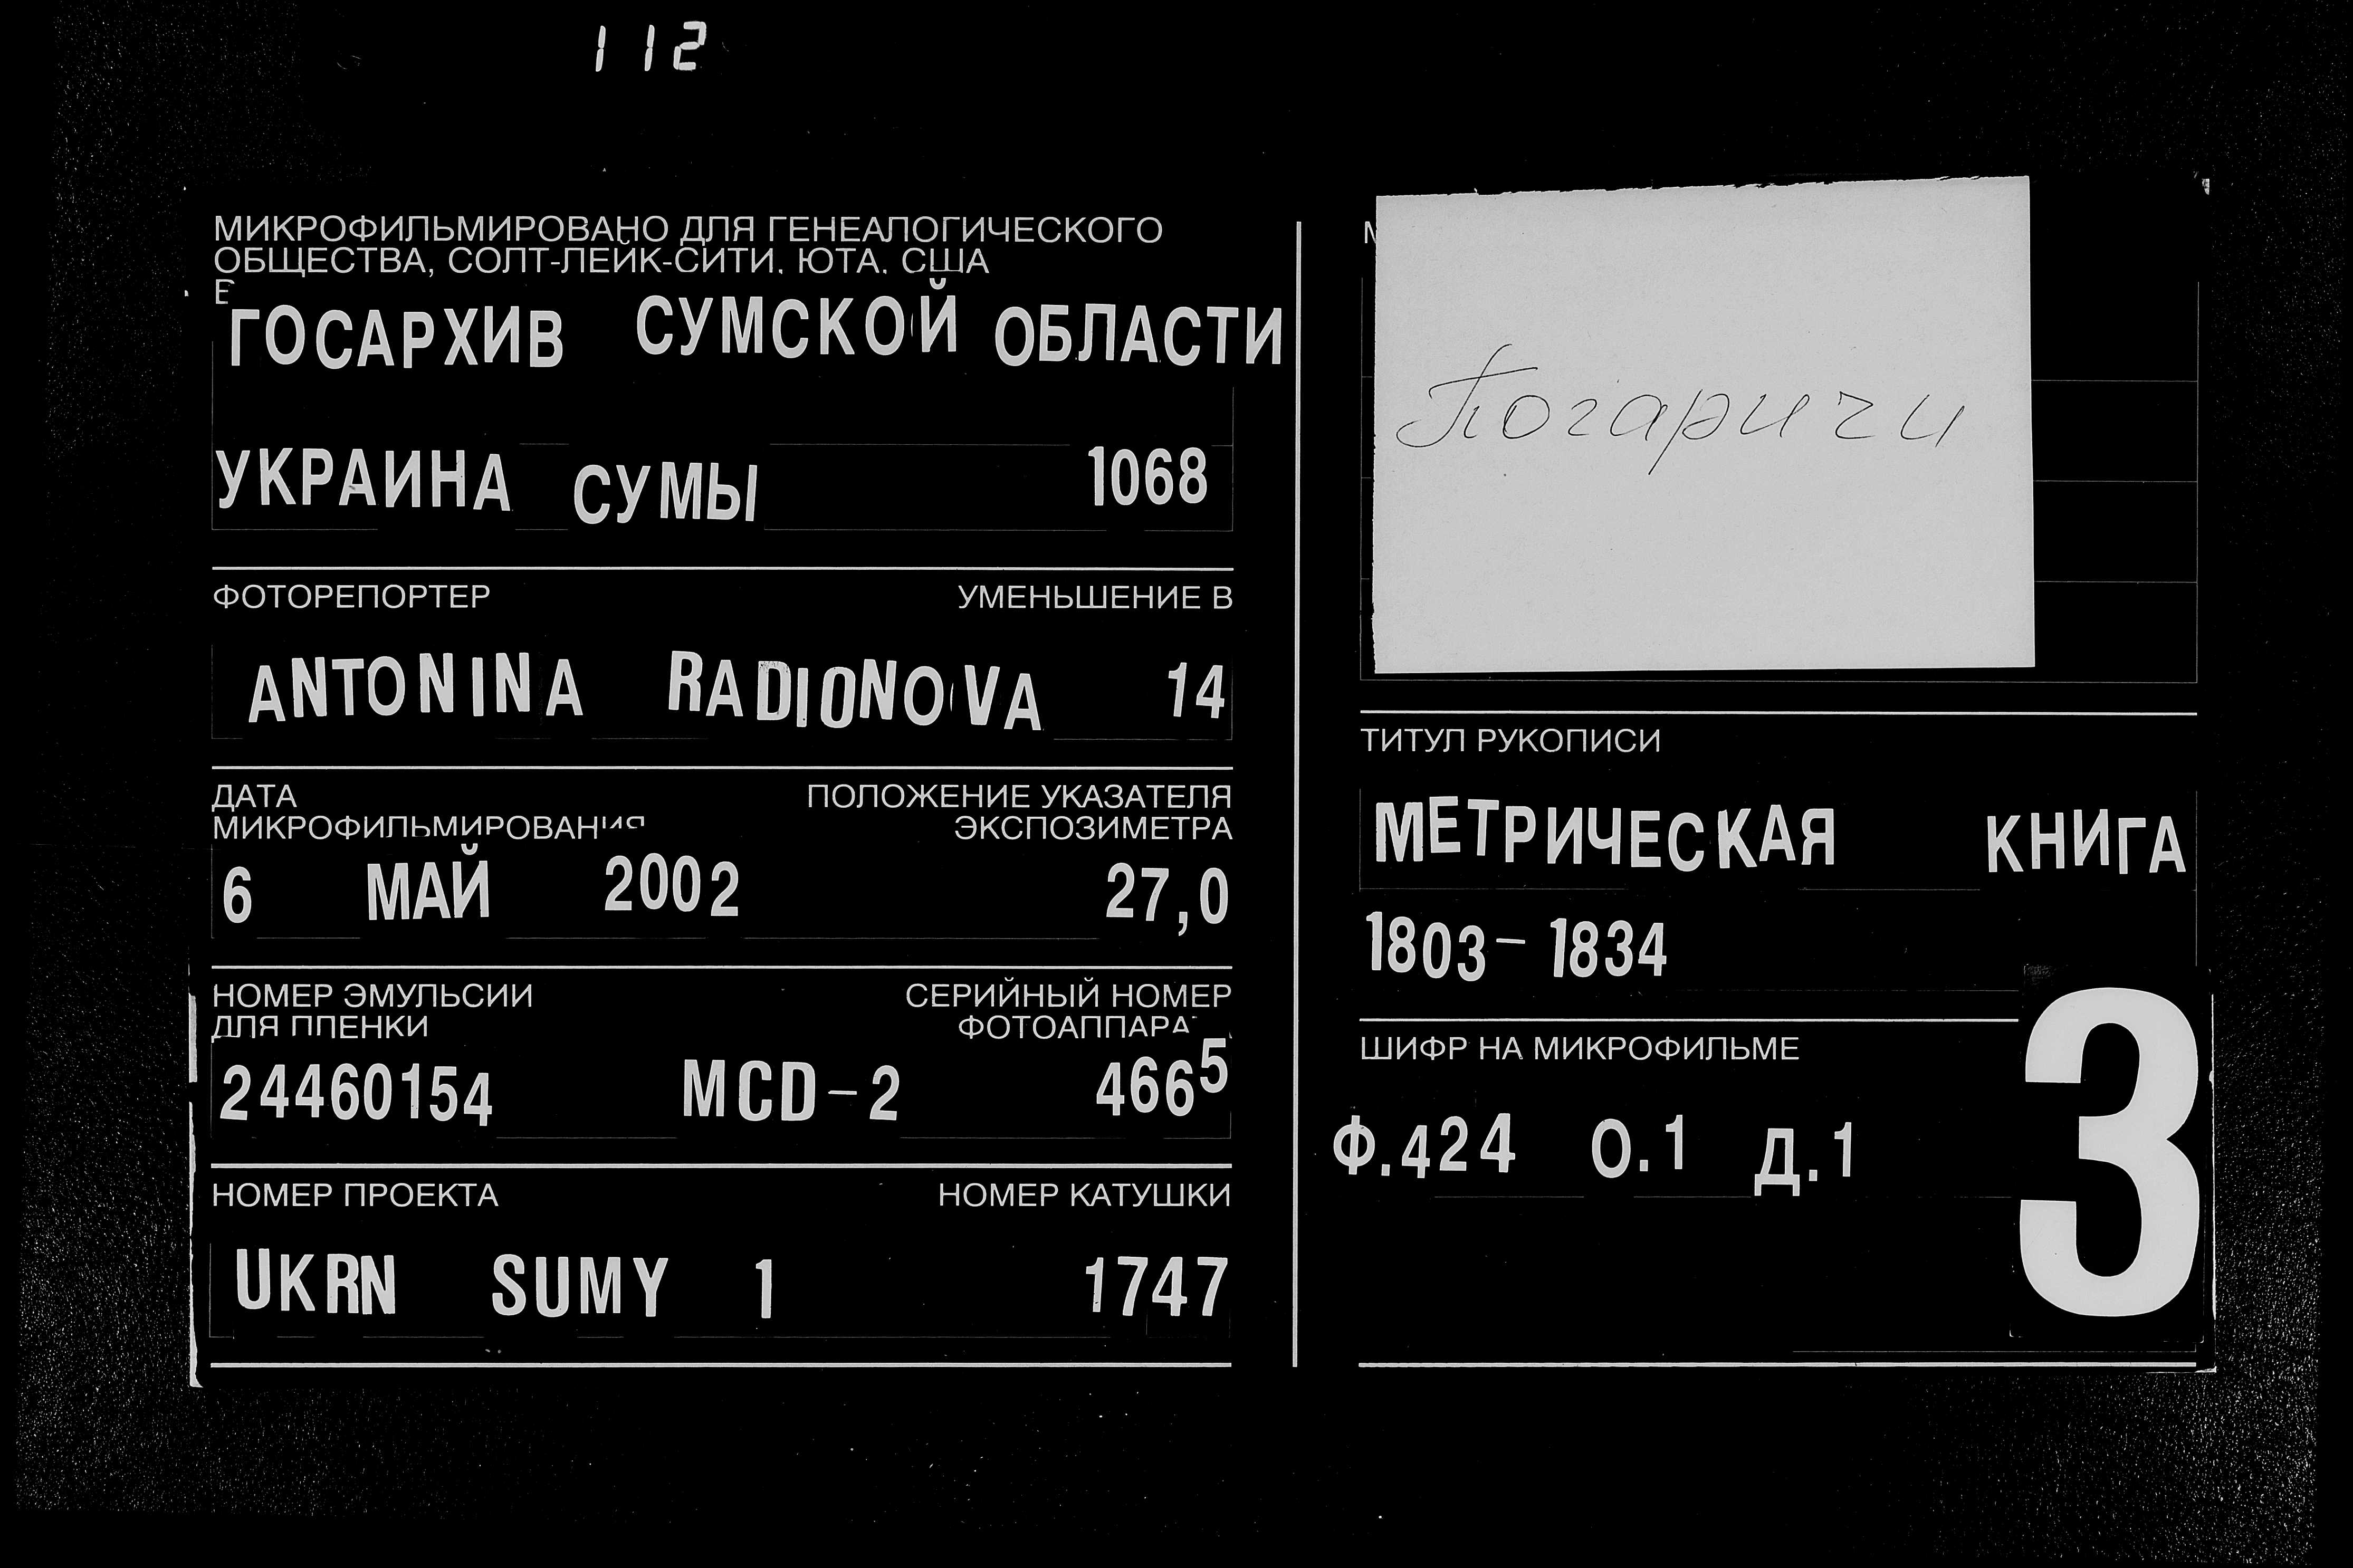 112
МИКРОФИЛЬМИРОВАНО ДЛЯ ГЕНЕАЛОГИЧЕСКОГО
ОБЩЕСТВА, СОЛТ-ЛЕЙК-СИТИ, ЮТА, США
В
ГОСАРХИВ СУМСКОЙ ОБЛАСТИ
УКРАИНА СУМЫ 1068
ФОТОРЕПОРТЕР УМЕНЬШЕНИЕ В
ANTONINA RADIONOVA 14
ДАТА ПОЛОЖЕНИЕ УКАЗАТЕЛЯ
МИКРОФИЛЬМИРОВАНИЯ ЭКСПОЗИМЕТРА
6 МАЙ 2002 27,0
НОМЕР ЭМУЛЬСИИ СЕРИЙНЫЙ НОМЕР
ДЛЯ ПЛЕНКИ ФОТОАППАРАТ
24460154 MCD-2 4665
НОМЕР ПРОЕКТА НОМЕР КАТУШКИ
UKRN SUMY 1 1747
Погаричи
ТИТУЛ РУКОПИСИ
МЕТРИЧЕСКАЯ КНИГА
1803-1834
ШИФР НА МИКРОФИЛЬМЕ
Ф.424 О.1 Д.1
3